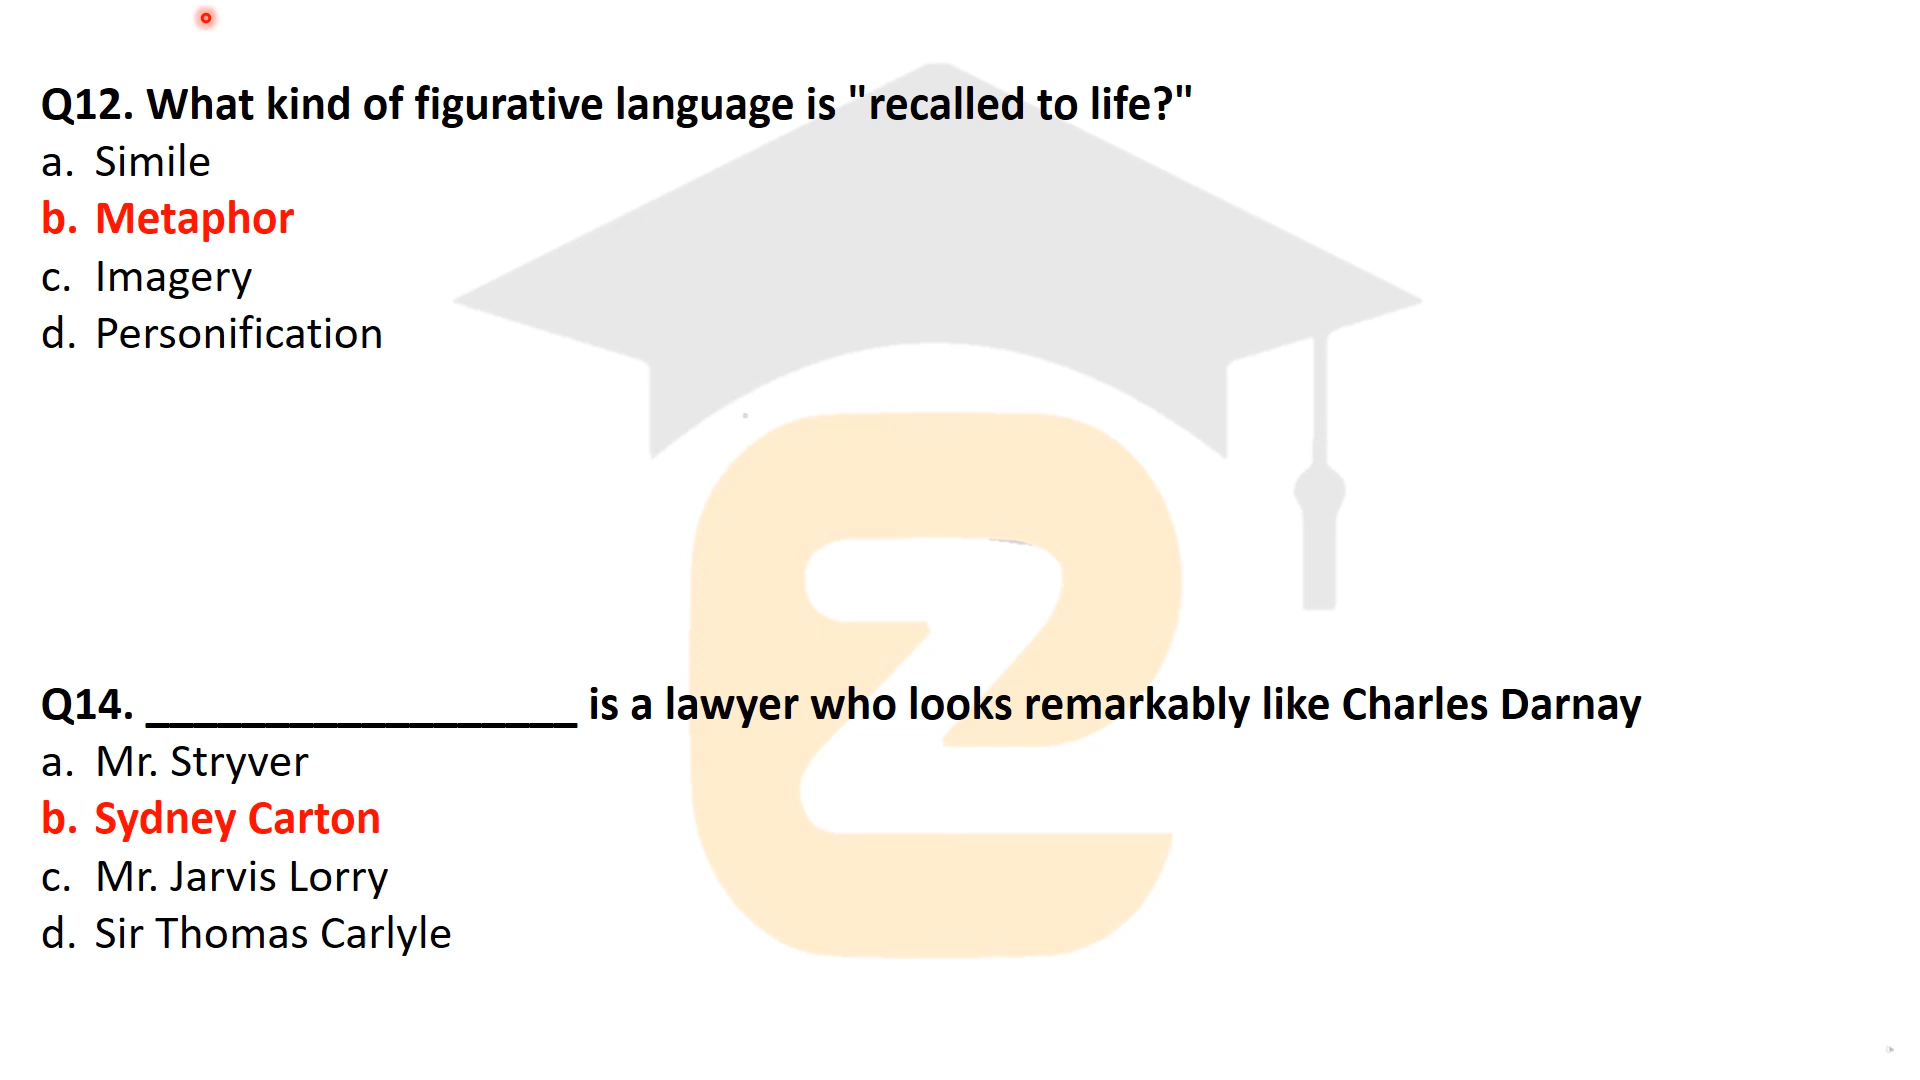 Q12. What kind of figurative language is "recalled to life?"
a. Simile
b. Metaphor
c. Imagery
d. Personification
Q14. __________________ is a lawyer who looks remarkably like Charles Darnay
a. Mr. Stryver
b. Sydney Carton
c. Mr. Jarvis Lorry
d. Sir Thomas Carlyle